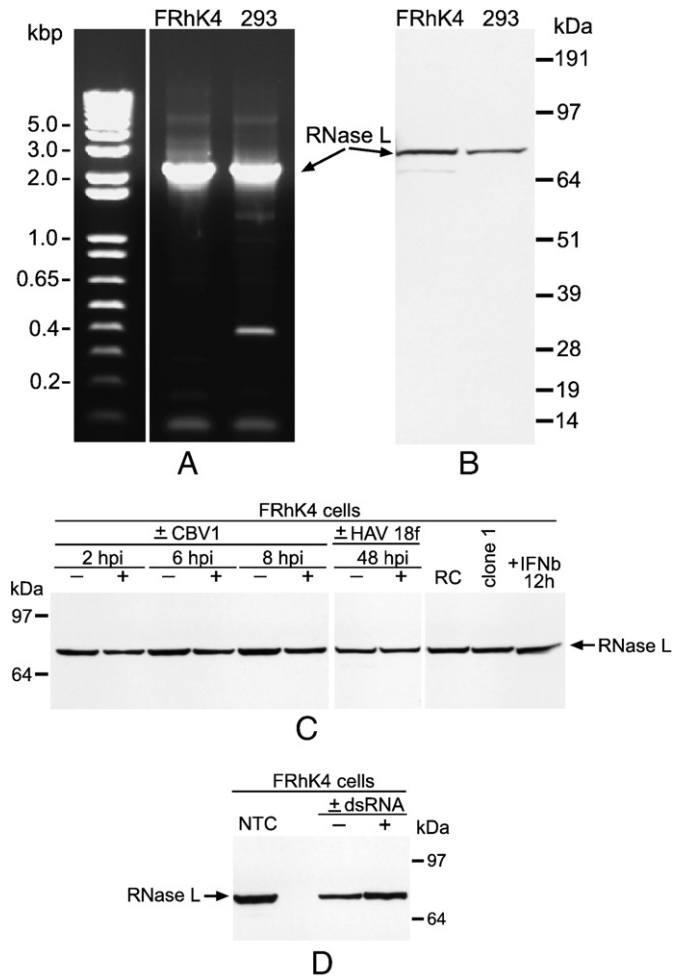 FRhK4 293
kbp
5.0
3.0
2.0
1.0
0.65
0.4
0.2
A
RNase L
FRhK4 293
kDa
191
97
64
51
39
28
19
14
B
FRhK4 cells
± CBV1 ± HAV 18f
2 hpi 6 hpi 8 hpi 48 hpi RC clone 1 +IFNb 12h
− + − + − + − +
kDa
97
64
RNase L
C
FRhK4 cells
± dsRNA
NTC − + kDa
97
RNase L
64
D